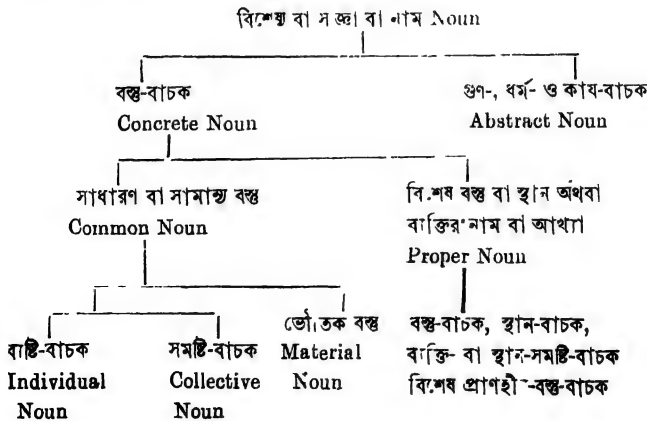 বিশেষ্য বা সজ্ঞা বা নাম Noun
বস্তু-বাচক
Concrete Noun
গুণ-, ধর্ম- ও কায-বাচক
Abstract Noun
সাধারণ বা সামান্য বস্তু
Common Noun
বিশেষ বস্তু বা স্থান অথবা
ব্যক্তির নাম বা আখ্যা
Proper Noun
ব্যষ্টি-বাচক
Individual
Noun
সমষ্টি-বাচক
Collective
Noun
ভৌতিক বস্তু
Material
Noun
বস্তু-বাচক, স্থান-বাচক,
ব্যক্তি- বা স্থান-সমষ্টি-বাচক
বিশেষ প্রাণহী -বস্তু-বাচক